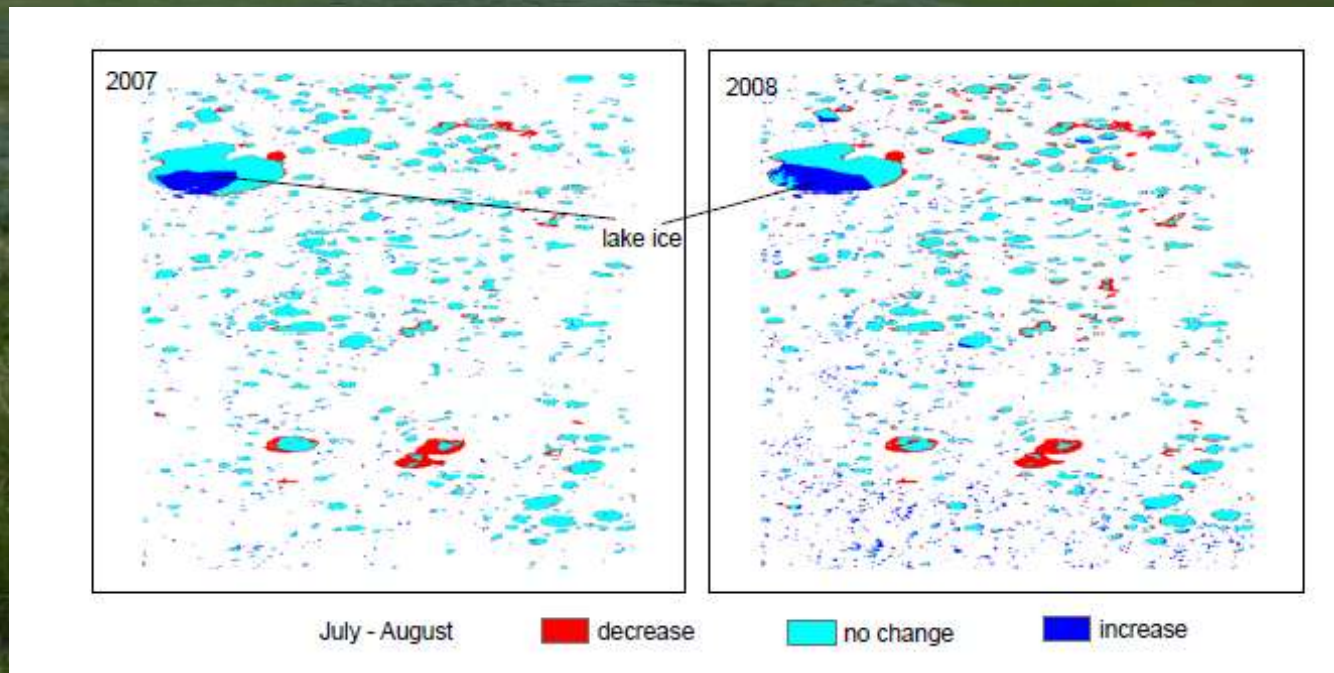 2007
2008
lake ice
July - August
decrease
no change
increase